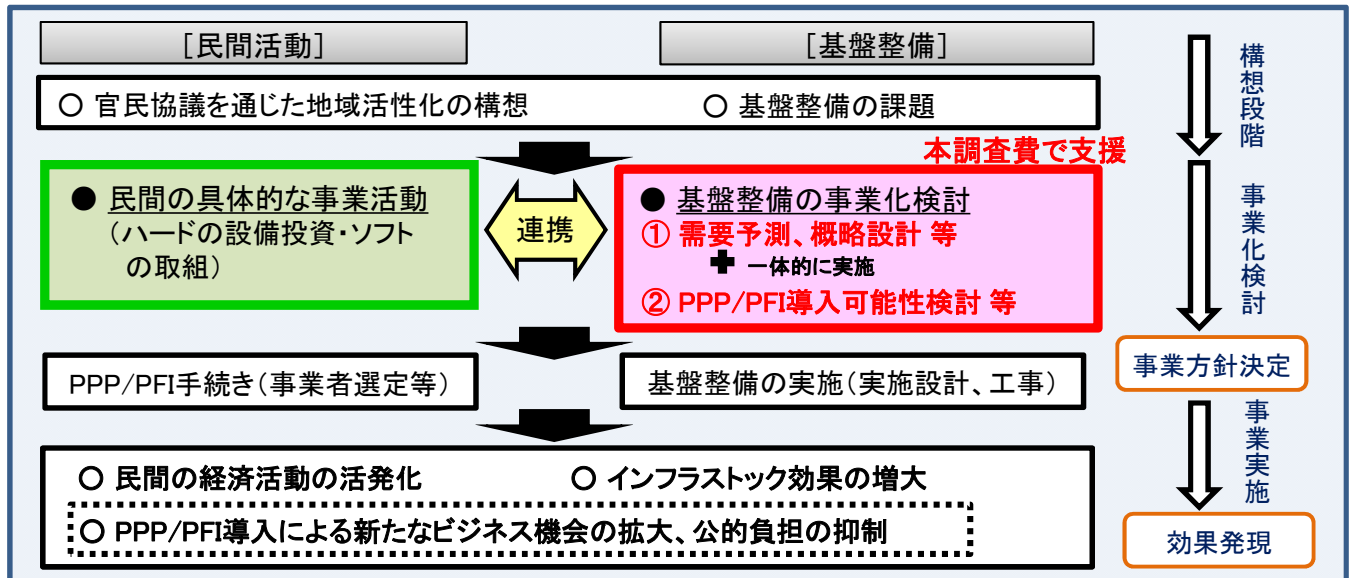 ［民間活動］
［基盤整備］
○ 官民協議を通じた地域活性化の構想
○ 基盤整備の課題
本調査費で支援
● 民間の具体的な事業活動
（ハードの設備投資・ソフト
の取組）
連携
● 基盤整備の事業化検討
① 需要予測、概略設計 等
✚ 一体的に実施
② PPP/PFI導入可能性検討 等
PPP/PFI手続き（事業者選定等）
基盤整備の実施（実施設計、工事）
○ 民間の経済活動の活発化
○ インフラストック効果の増大
○ PPP/PFI導入による新たなビジネス機会の拡大、公的負担の抑制
構想段階
事業化検討
事業方針決定
事業実施
効果発現